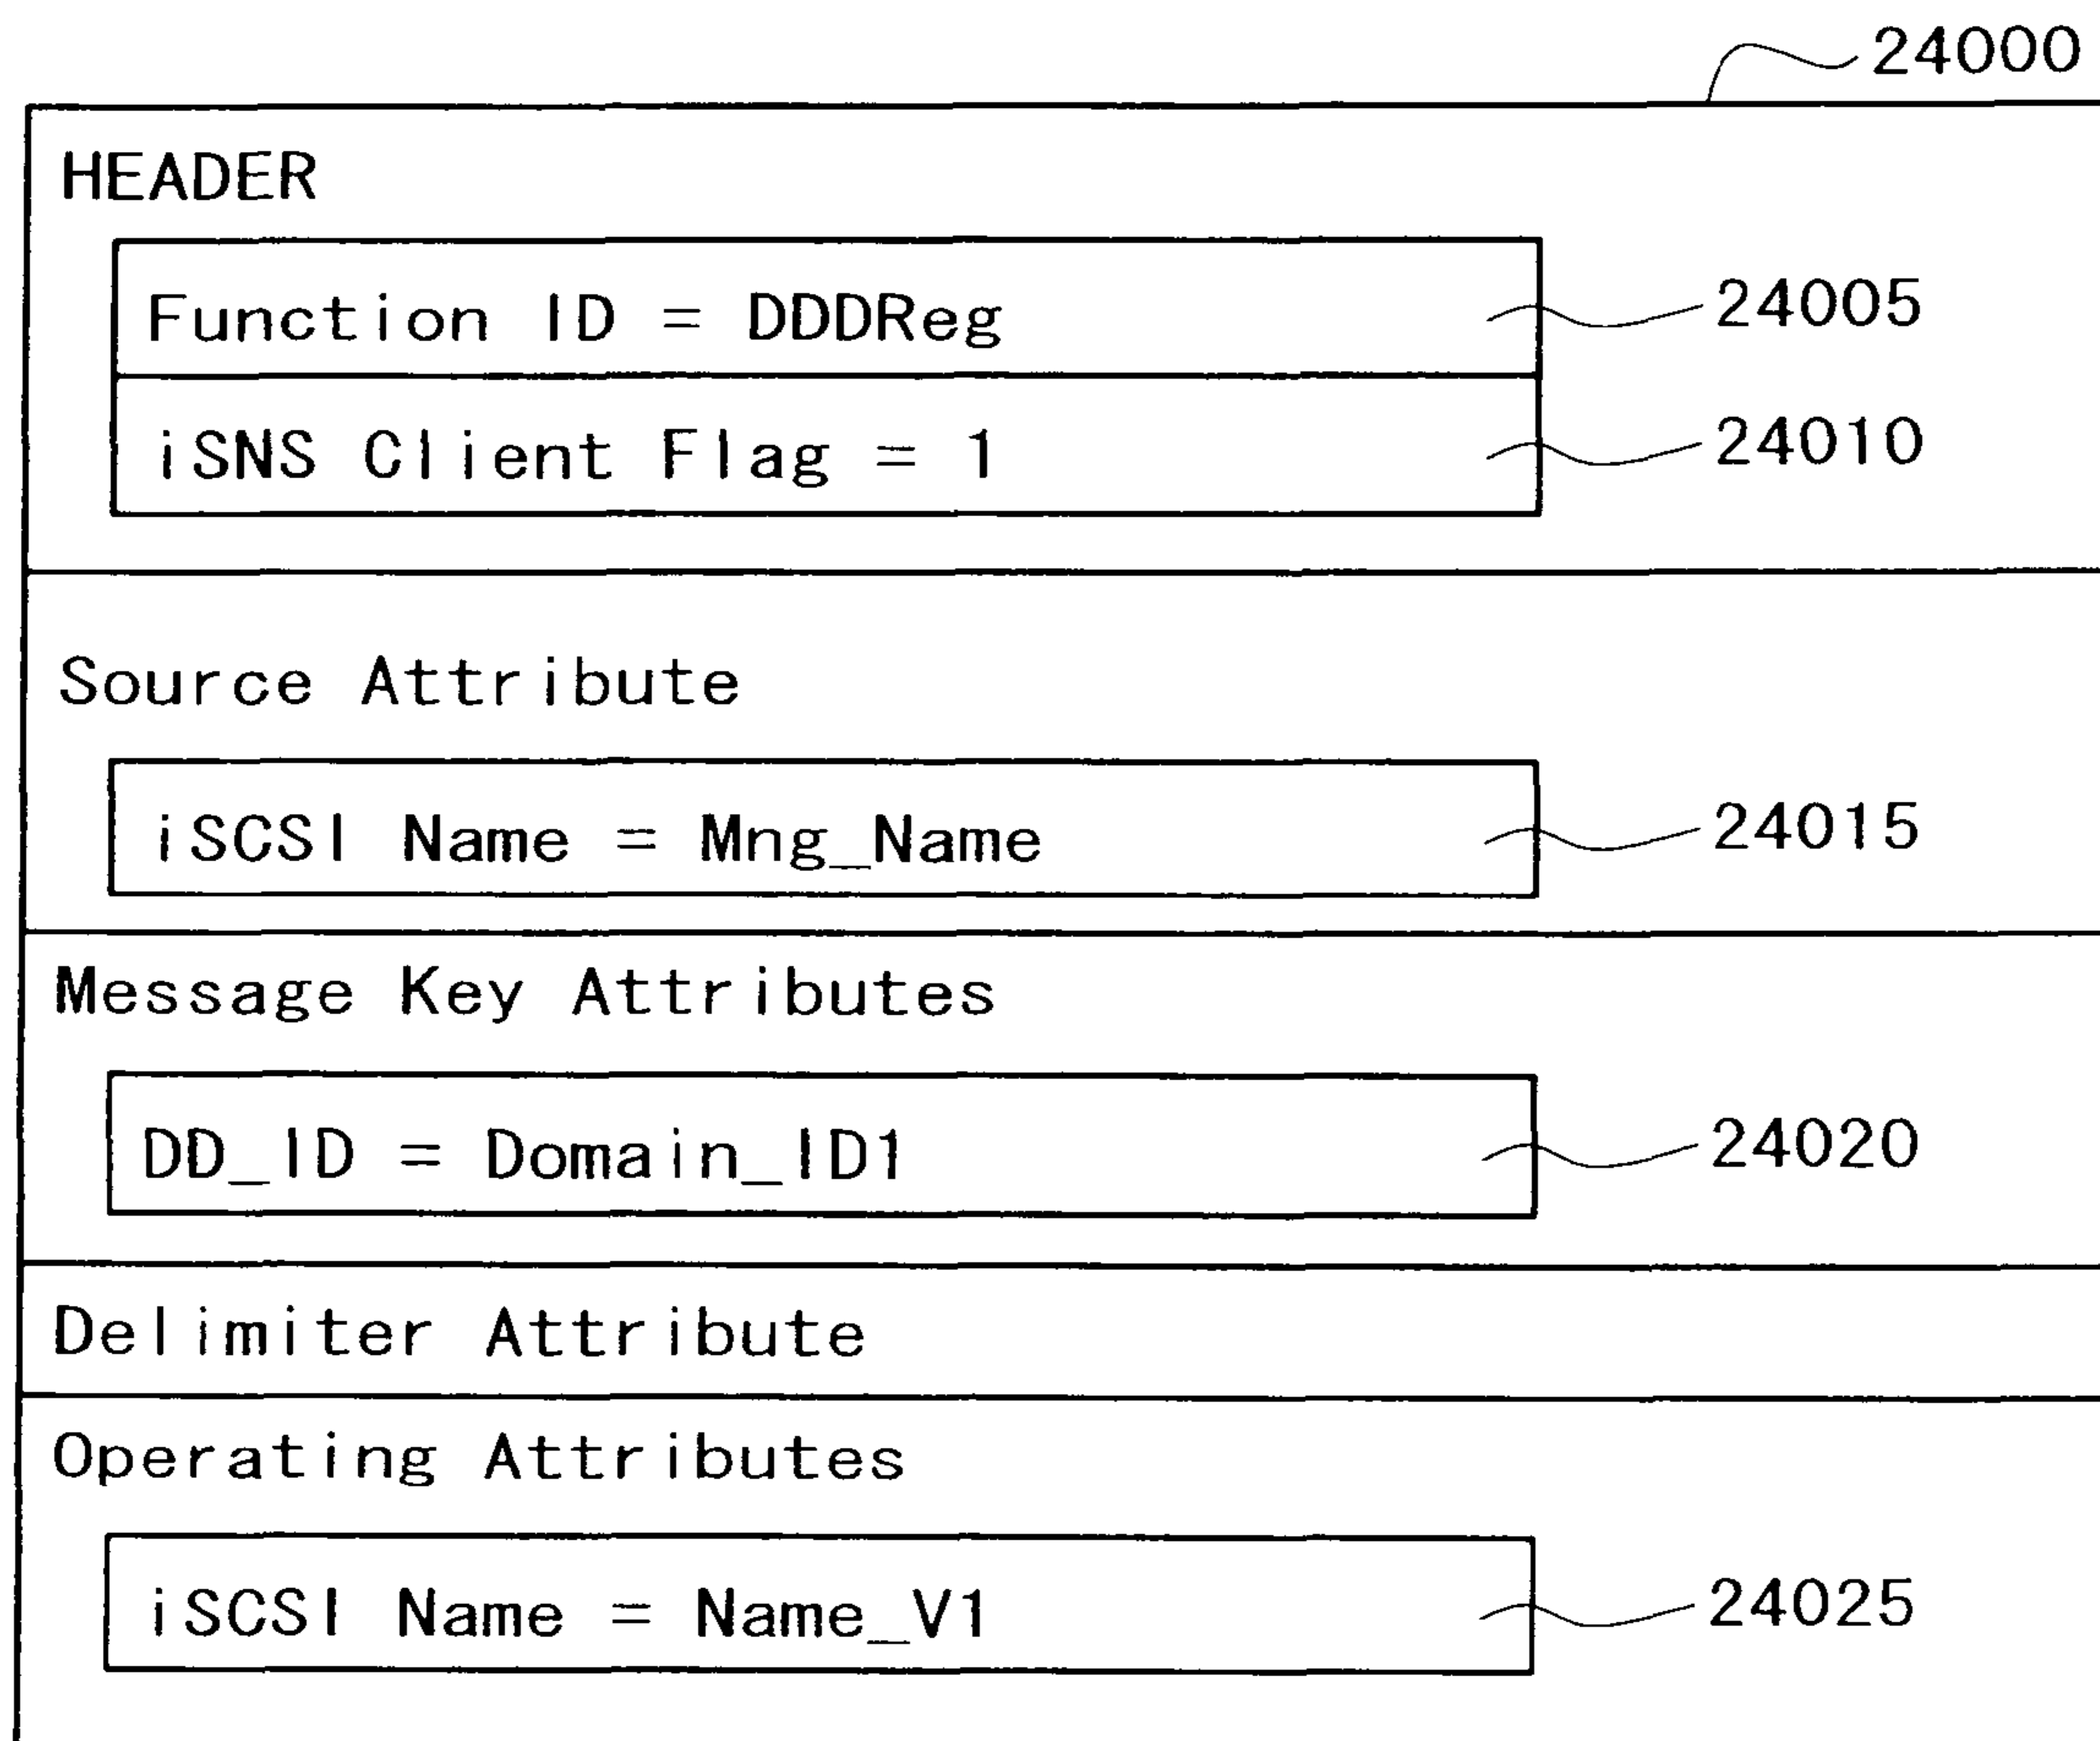 24000
HEADER
Function ID = DDDReg 24005
iSNS Client Flag = 1 24010
Source Attribute
iSCSI Name = Mng_Name 24015
Message Key Attributes
DD_ID = Domain_ID1 24020
Delimiter Attribute
Operating Attributes
iSCSI Name = Name_V1 24025